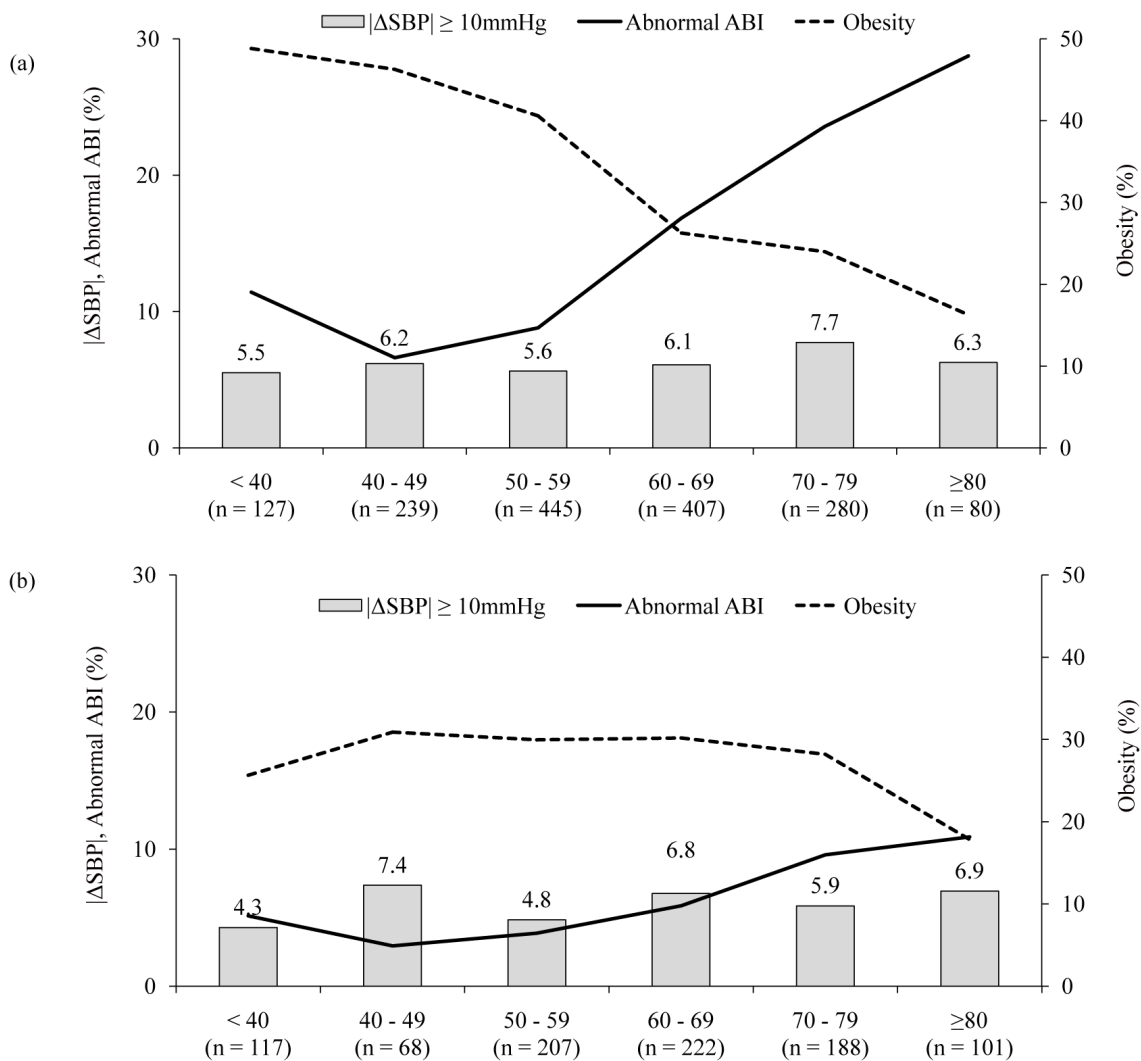 (a)
|ΔSBP| ≥ 10mmHg Abnormal ABI Obesity
|ΔSBP|, Abnormal ABI (%)
30
20
10
0
5.5 6.2 5.6 6.1 7.7 6.3
50
40
30
20
10
0
Obesity (%)
< 40 40 - 49 50 - 59 60 - 69 70 - 79 ≥80
(n = 127) (n = 239) (n = 445) (n = 407) (n = 280) (n = 80)
(b)
|ΔSBP| ≥ 10mmHg Abnormal ABI Obesity
|ΔSBP|, Abnormal ABI (%)
30
20
10
0
4.3 7.4 4.8 6.8 5.9 6.9
50
40
30
20
10
0
Obesity (%)
< 40 40 - 49 50 - 59 60 - 69 70 - 79 ≥80
(n = 117) (n = 68) (n = 207) (n = 222) (n = 188) (n = 101)